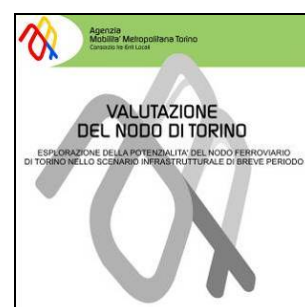 Agenzia
Mobilita' Metropolitana Torino
Consorzio tra Enti Locali
VALUTAZIONE
DEL NODO DI TORINO
ESPLORAZIONE DELLA POTENZIALITA' DEL NODO FERROVIARIO
DI TORINO NELLO SCENARIO INFRASTRUTTURALE DI BREVE PERIODO